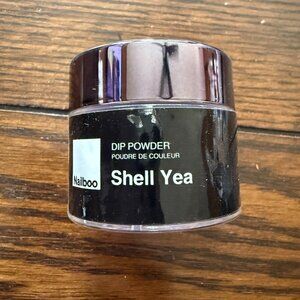 DIP POWDER
POUDRE DE COULEUR
Nailboo
Shell Yea